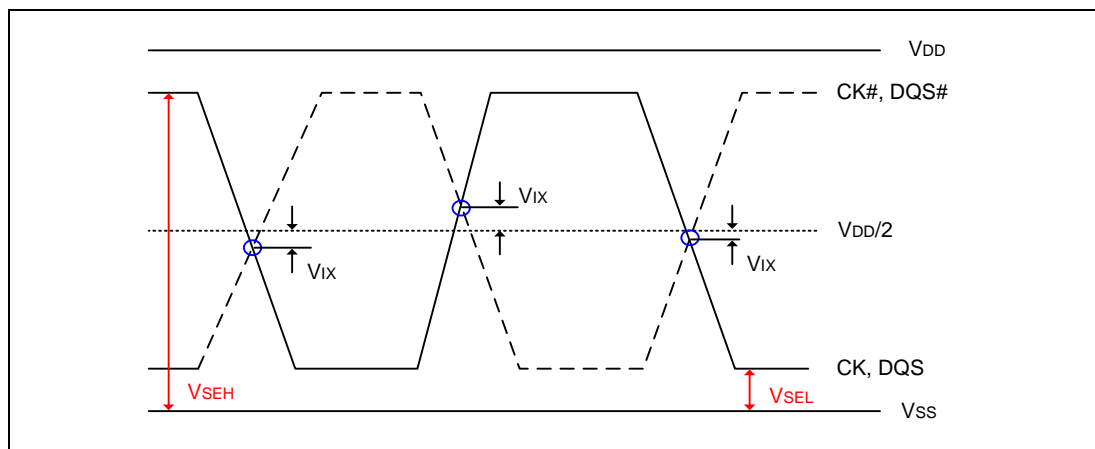 VDD
CK#, DQS#
VIX
VDD/2
VIX
VIX
CK, DQS
VSEH
VSEL
VSS